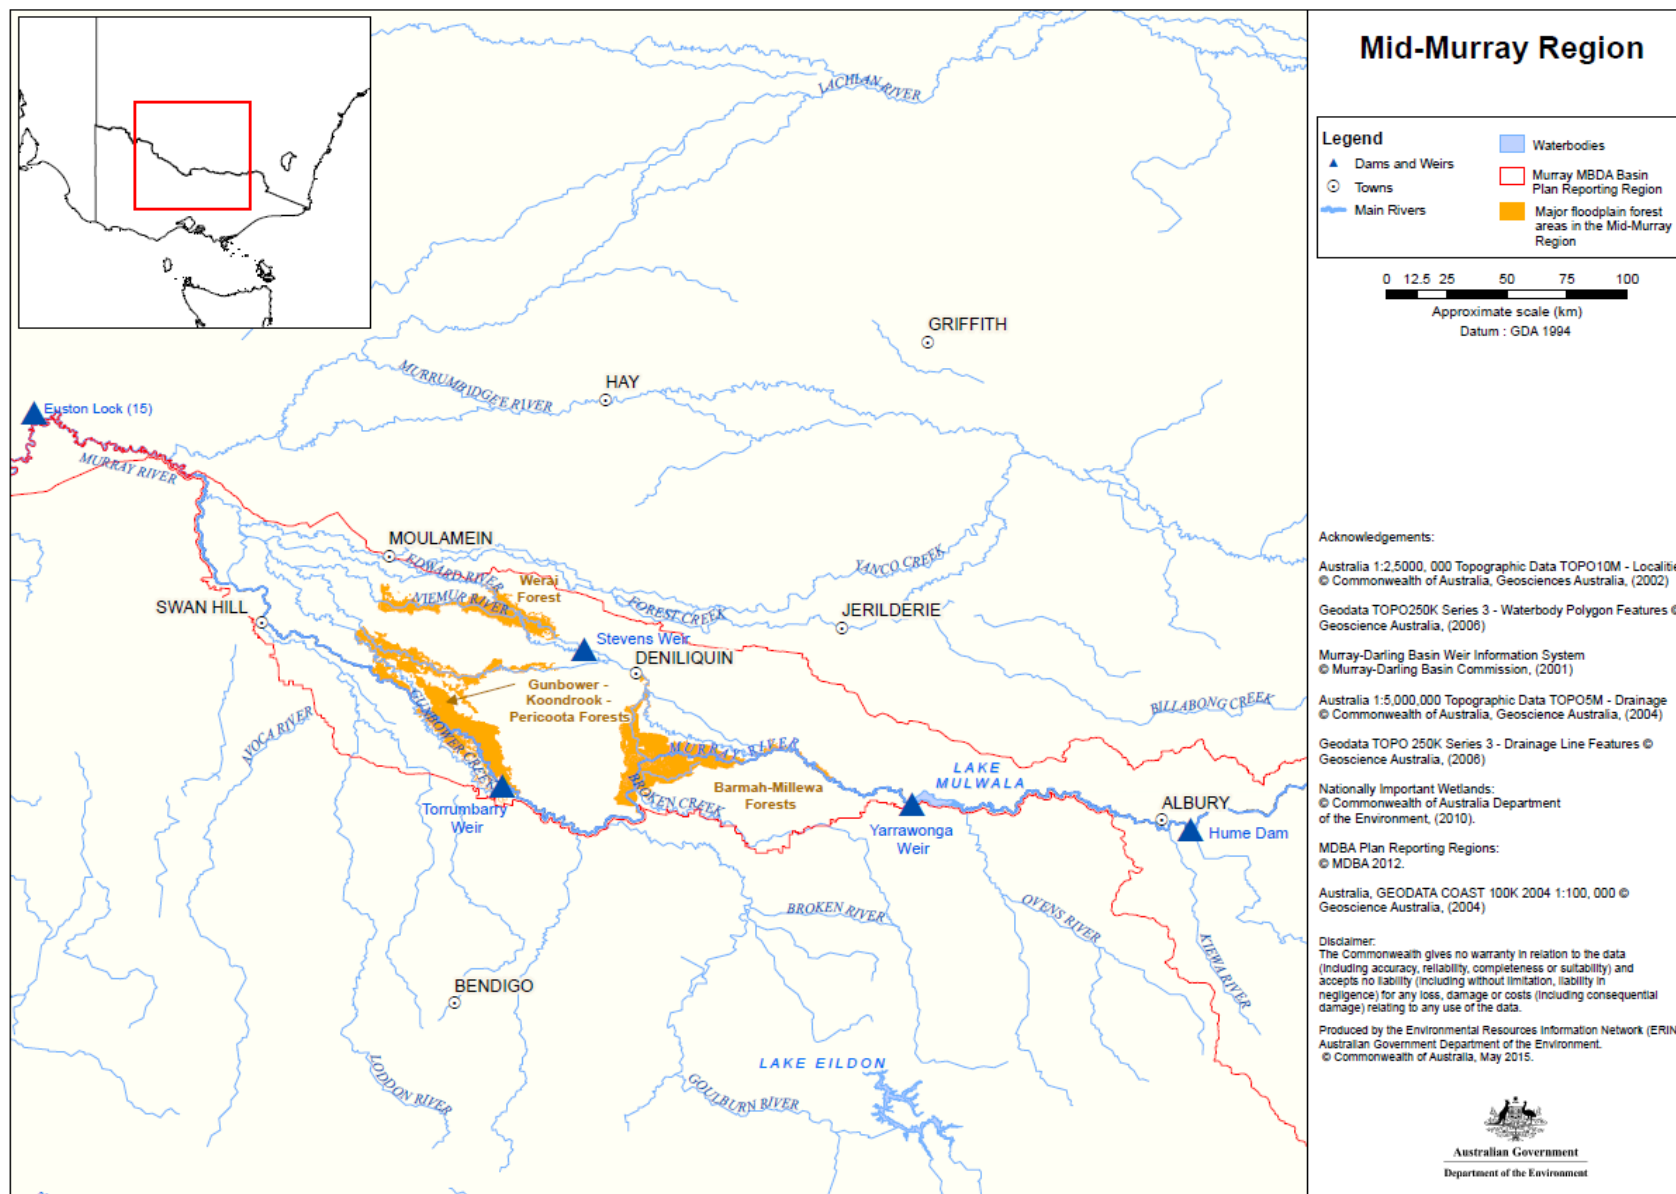 Mid-Murray Region
Legend
Dams and Weirs
Towns
Main Rivers
Waterbodies
Murray MBDA Basin
Plan Reporting Region
Major floodplain forest
areas in the Mid-Murray
Region
0 12.5 25 50 75 100
Approximate scale (km)
Datum : GDA 1994
LACHLAN RIVER
GRIFFITH
HAY
MURRUMBIDGEE RIVER
Euston Lock (15)
MURRAY RIVER
MOULAMEIN
EDWARD RIVER
Werai
Forest
NIEMUR RIVER
YANCO CREEK
FOREST CREEK
JERILDERIE
SWAN HILL
Stevens Weir
DENILIQUIN
Gunbower -
Koondrook -
Pericoota Forests
GUNBOWER CREEK
BILLABONG CREEK
AVOCA RIVER
MURRAY RIVER
LAKE
MULWALA
Barmah-Millewa
Forests
BROKEN CREEK
Torrumbarry
Weir
Yarrawonga
Weir
ALBURY
Hume Dam
BROKEN RIVER
OVENS RIVER
KIEWA RIVER
BENDIGO
LODDON RIVER
LAKE EILDON
GOULBURN RIVER
Acknowledgements:
Australia 1:2,5000, 000 Topographic Data TOPO10M - Localitie
© Commonwealth of Australia, Geosciences Australia, (2002)
Geodata TOPO250K Series 3 - Waterbody Polygon Features ©
Geoscience Australia, (2006)
Murray-Darling Basin Weir Information System
© Murray-Darling Basin Commission, (2001)
Australia 1:5,000,000 Topographic Data TOPO5M - Drainage
© Commonwealth of Australia, Geoscience Australia, (2004)
Geodata TOPO 250K Series 3 - Drainage Line Features ©
Geoscience Australia, (2006)
Nationally Important Wetlands:
© Commonwealth of Australia Department
of the Environment, (2010).
MDBA Plan Reporting Regions:
© MDBA 2012.
Australia, GEODATA COAST 100K 2004 1:100, 000 ©
Geoscience Australia, (2004)
Disclaimer:
The Commonwealth gives no warranty in relation to the data
(including accuracy, reliability, completeness or suitability) and
accepts no liability (including without limitation, liability in
negligence) for any loss, damage or costs (including consequential
damage) relating to any use of the data.
Produced by the Environmental Resources Information Network (ERIN
Australian Government Department of the Environment.
© Commonwealth of Australia, May 2015.
Australian Government
Department of the Environment